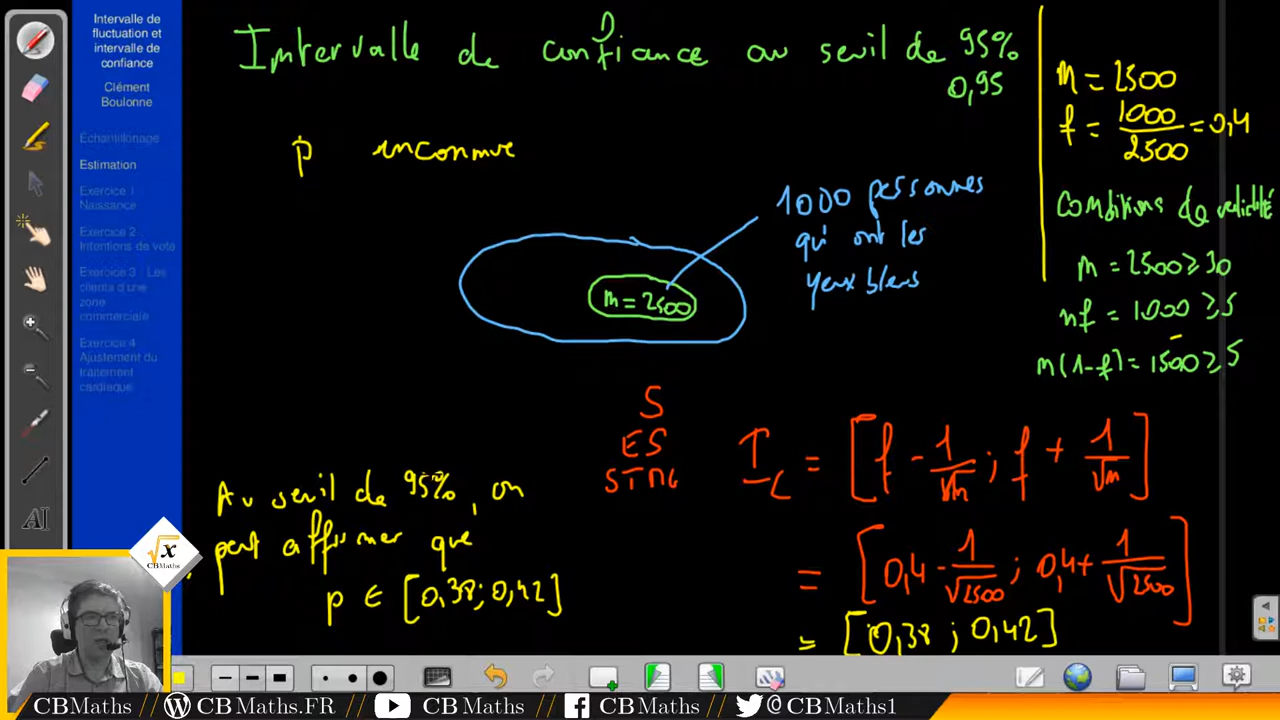 Intervalle de
fluctuation et
intervalle de
confiance
Clément
Boulonne
Echantillonage
Estimation
Exercice 1
Naissance
Exercice 2 :
Intentions de vote
Exercice 3 : Les
clients d'une
zone
commerciale
Exercice 4 :
Ajustement du
traitement
cardiaque
Intervalle de confiance au seuil de 95%
0,95
p inconnue
1000 personnes
qui ont les
yeux bleus
n = 2500
n = 2500
f = 1000/2500 = 0,4
Conditions de validité
n = 2500 ≥ 30
nf = 1000 ≥ 5
n(1-f) = 1500 ≥ 5
S
ES
STMG
I_C = [f - 1/√n ; f + 1/√n]
= [0,4 - 1/√2500 ; 0,4 + 1/√2500]
= [0,38 ; 0,42]
Au seuil de 95%, on
peut affirmer que
p ∈ [0,38 ; 0,42]
√x
CBMaths
AI
CBMaths CBMaths.FR CBMaths CBMaths @CBMaths1